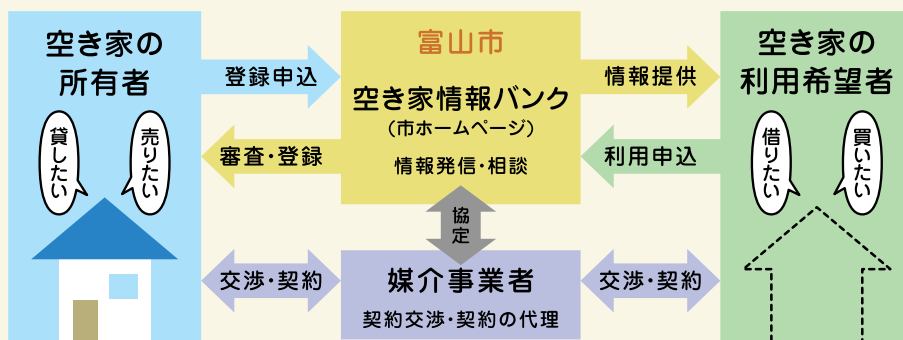 空き家の
所有者
貸したい
売りたい
登録申込
審査・登録
富山市
空き家情報バンク
（市ホームページ）
情報発信・相談
情報提供
利用申込
空き家の
利用希望者
借りたい
買いたい
協定
交渉・契約
媒介事業者
契約交渉・契約の代理
交渉・契約